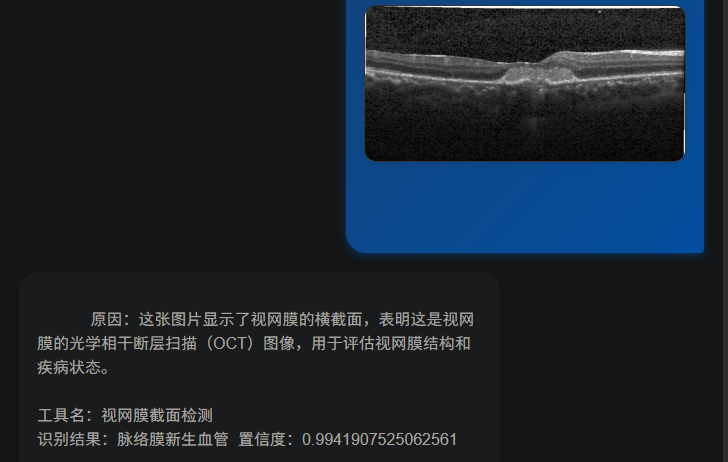 原因：这张图片显示了视网膜的横截面，表明这是视网
膜的光学相干断层扫描（OCT）图像，用于评估视网膜结构和
疾病状态。
工具名：视网膜截面检测
识别结果：脉络膜新生血管 置信度：0.9941907525062561